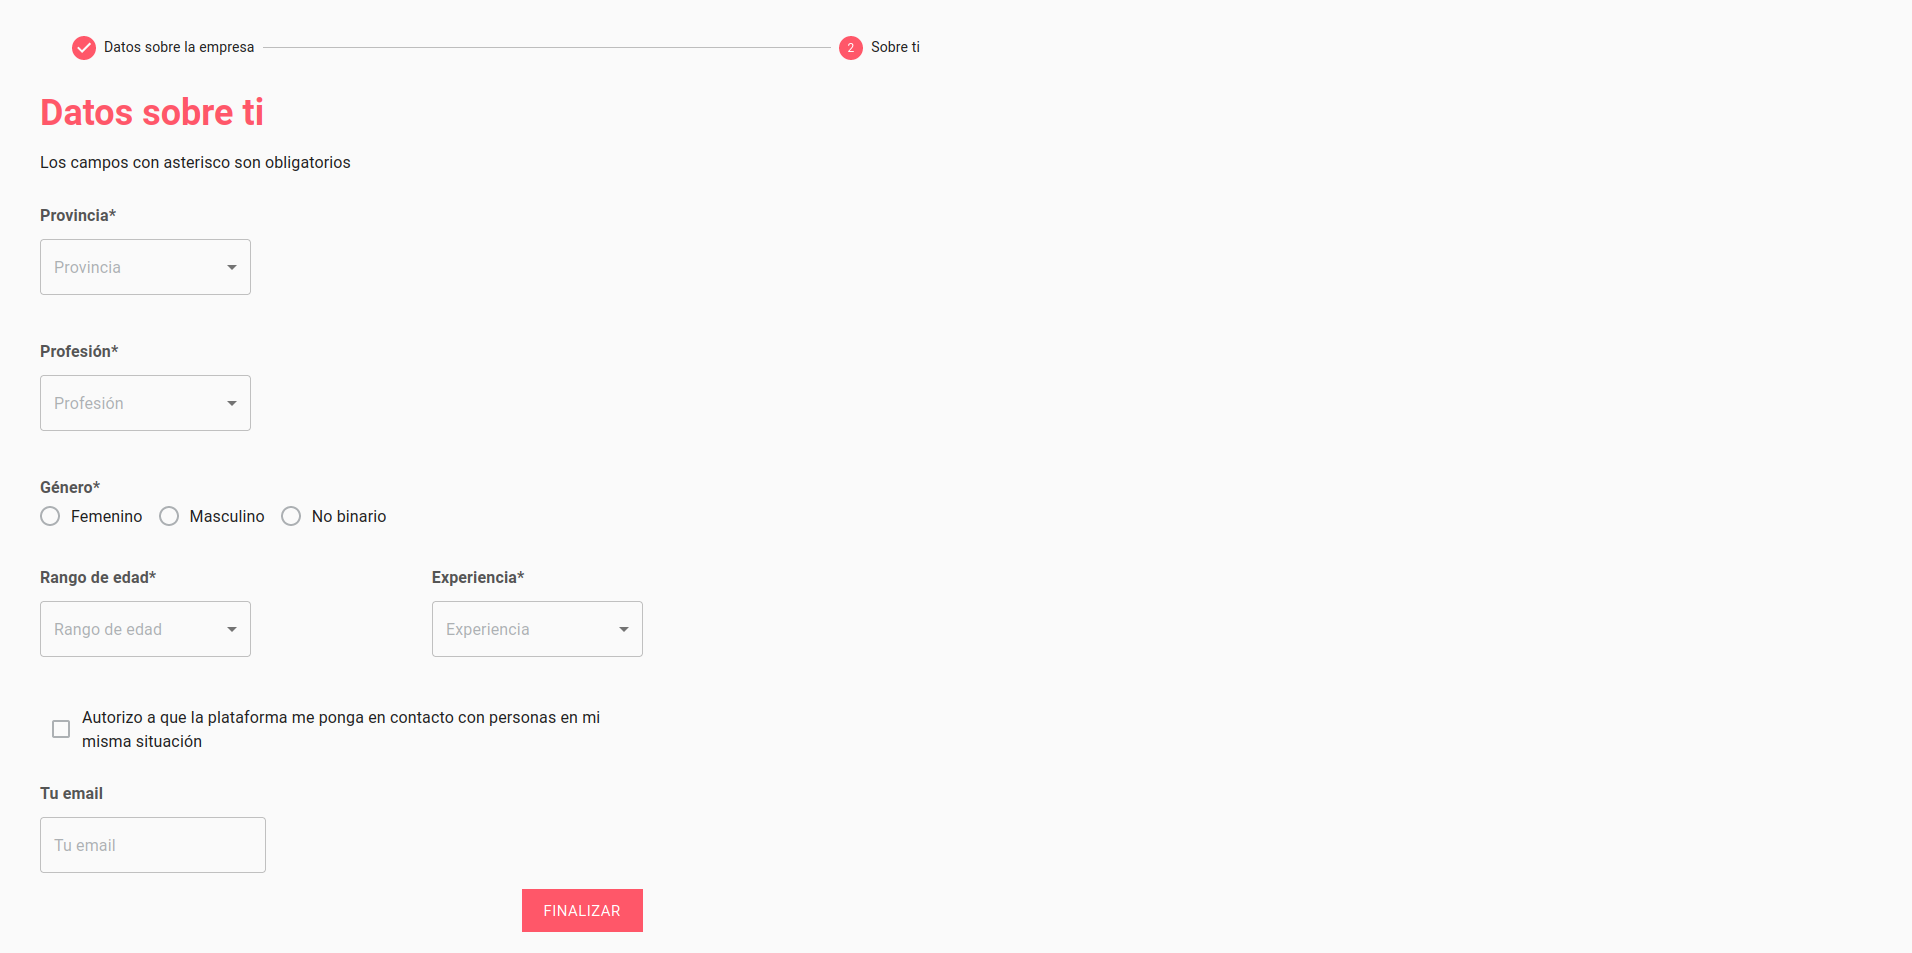 Datos sobre la empresa
2 Sobre ti
Datos sobre ti
Los campos con asterisco son obligatorios
Provincia*
Provincia
Profesión*
Profesión
Género*
Femenino Masculino No binario
Rango de edad* Experiencia*
Rango de edad Experiencia
Autorizo a que la plataforma me ponga en contacto con personas en mi
misma situación
Tu email
Tu email
FINALIZAR